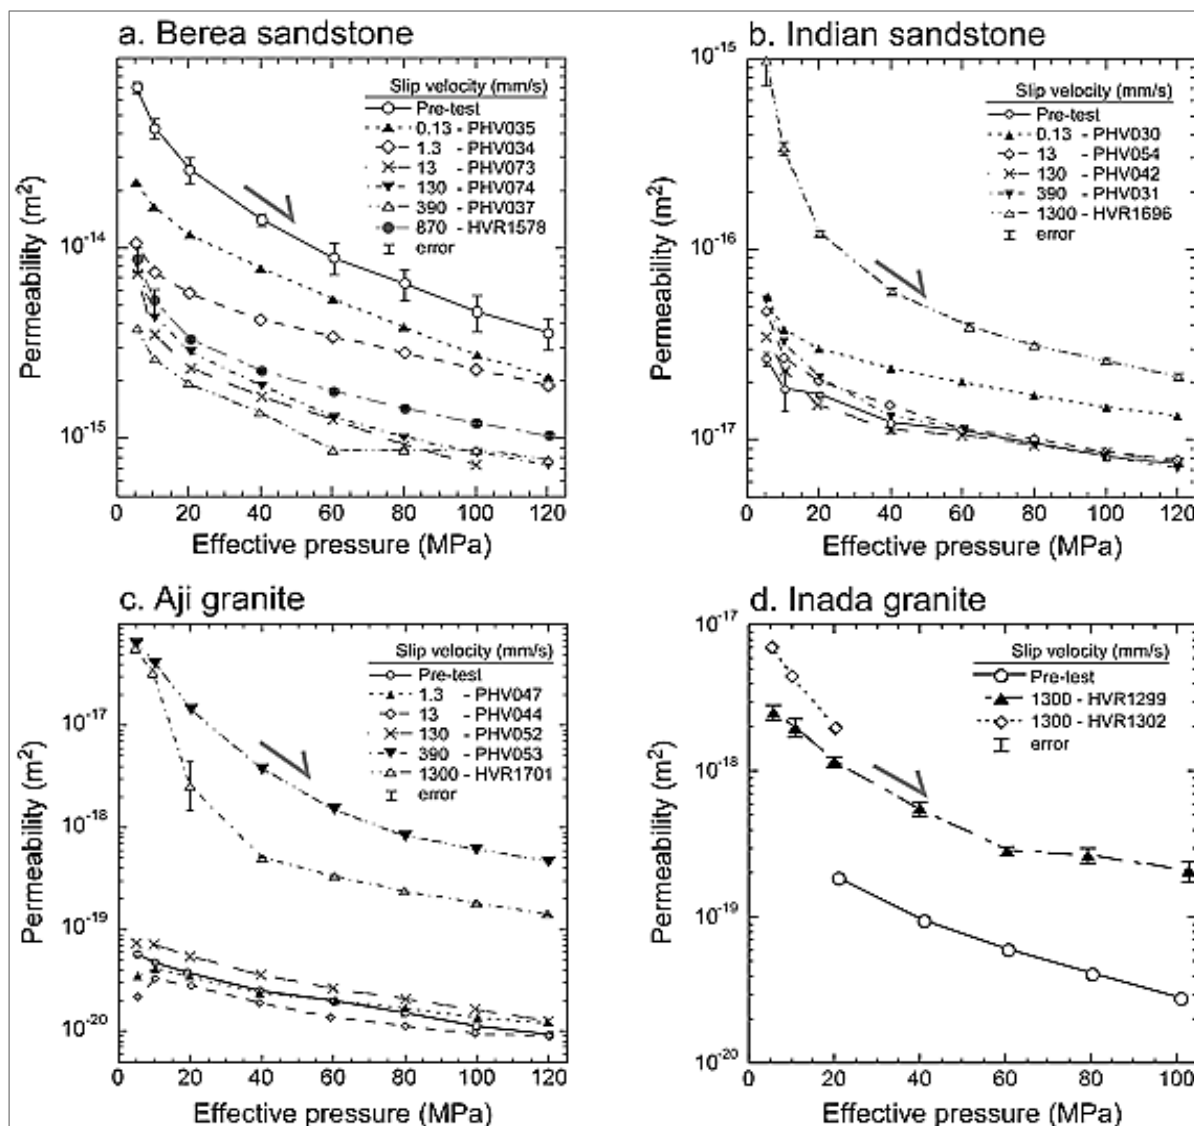 a. Berea sandstone
Permeability (m²)
10⁻¹⁴
10⁻¹⁵
Slip velocity (mm/s)
Pre-test
0.13 - PHV035
1.3 - PHV034
13 - PHV073
130 - PHV074
390 - PHV037
870 - HVR1578
error
0 20 40 60 80 100 120
Effective pressure (MPa)
b. Indian sandstone
Permeability (m²)
10⁻¹⁵
10⁻¹⁶
10⁻¹⁷
Slip velocity (mm/s)
Pre-test
0.13 - PHV030
13 - PHV054
130 - PHV042
390 - PHV031
1300 - HVR1696
error
0 20 40 60 80 100 120
Effective pressure (MPa)
c. Aji granite
Permeability (m²)
10⁻¹⁷
10⁻¹⁸
10⁻¹⁹
10⁻²⁰
Slip velocity (mm/s)
Pre-test
1.3 - PHV047
13 - PHV044
130 - PHV052
390 - PHV053
1300 - HVR1701
error
0 20 40 60 80 100 120
Effective pressure (MPa)
d. Inada granite
Permeability (m²)
10⁻¹⁷
10⁻¹⁸
10⁻¹⁹
10⁻²⁰
Slip velocity (mm/s)
Pre-test
1300 - HVR1299
1300 - HVR1302
error
0 20 40 60 80 100
Effective pressure (MPa)